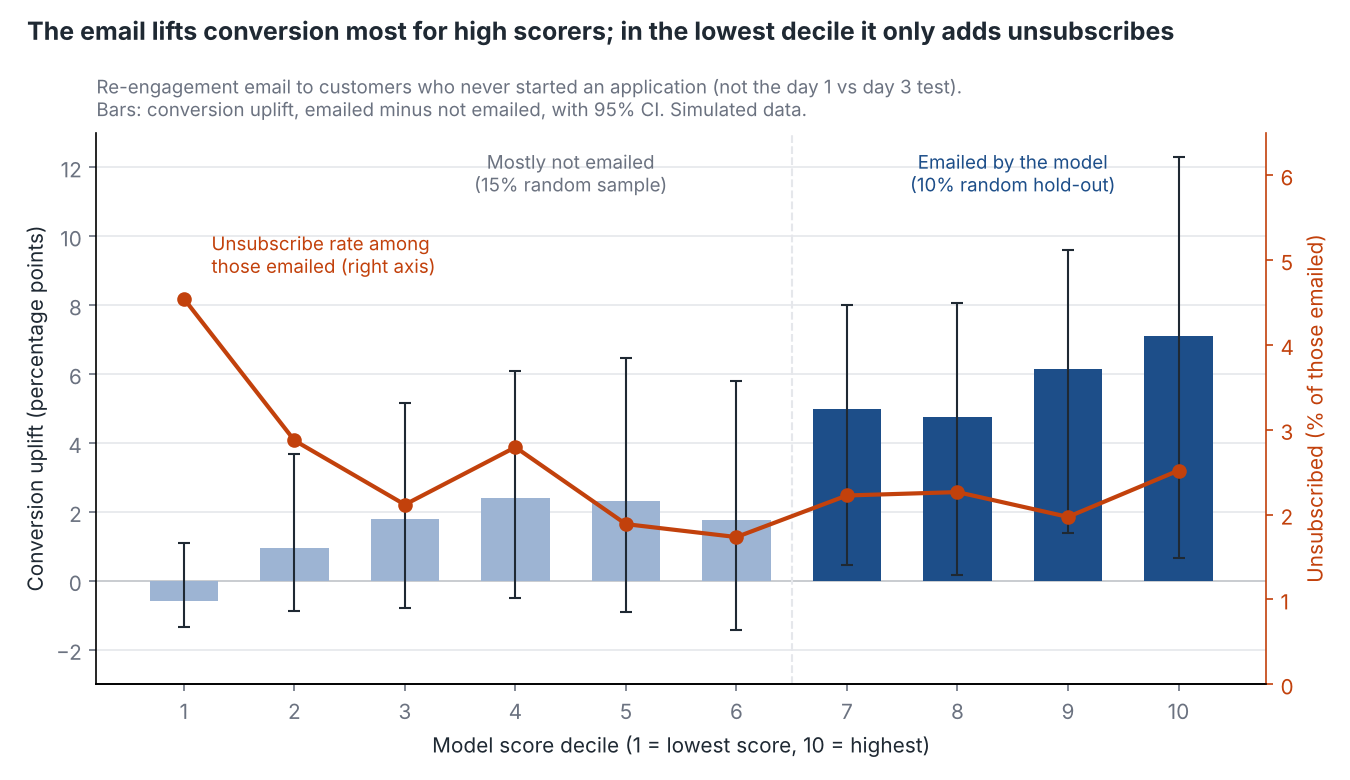 The email lifts conversion most for high scorers; in the lowest decile it only adds unsubscribes
Re-engagement email to customers who never started an application (not the day 1 vs day 3 test).
Bars: conversion uplift, emailed minus not emailed, with 95% CI. Simulated data.
Mostly not emailed
(15% random sample)
Emailed by the model
(10% random hold-out)
Unsubscribe rate among
those emailed (right axis)
Conversion uplift (percentage points)
12
10
8
6
4
2
0
−2
6
5
4
3
2
1
0
Unsubscribed (% of those emailed)
1 2 3 4 5 6 7 8 9 10
Model score decile (1 = lowest score, 10 = highest)